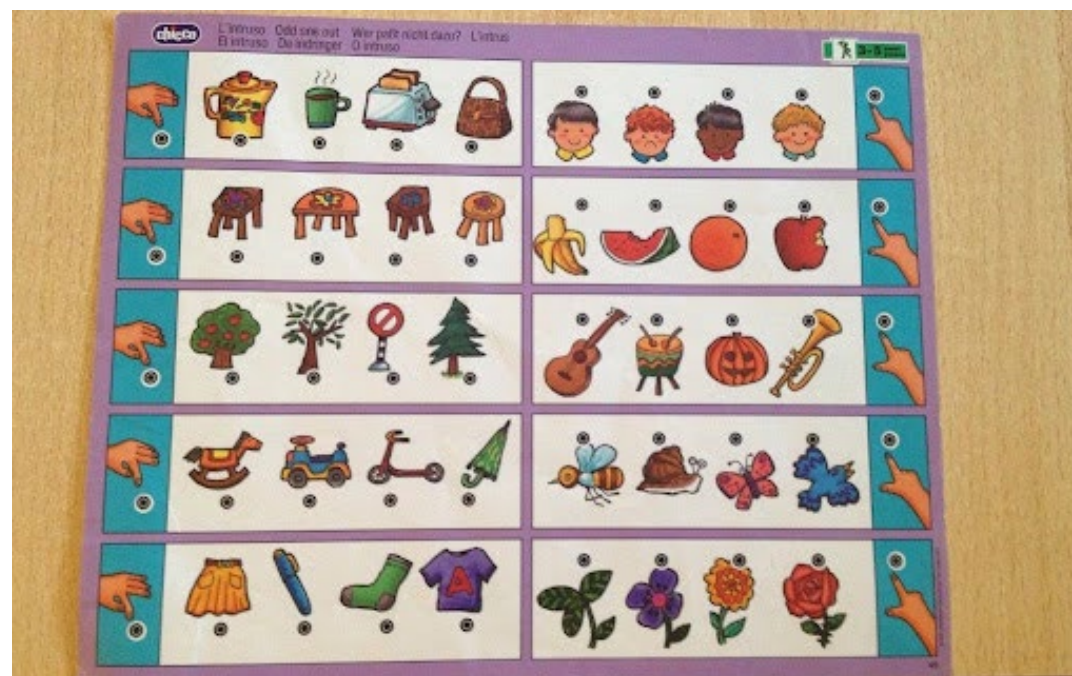 chicco
L'intruso Odd one out Wer paßt nicht dazu? L'intrus
El intruso De indringer O intruso
3-5
A